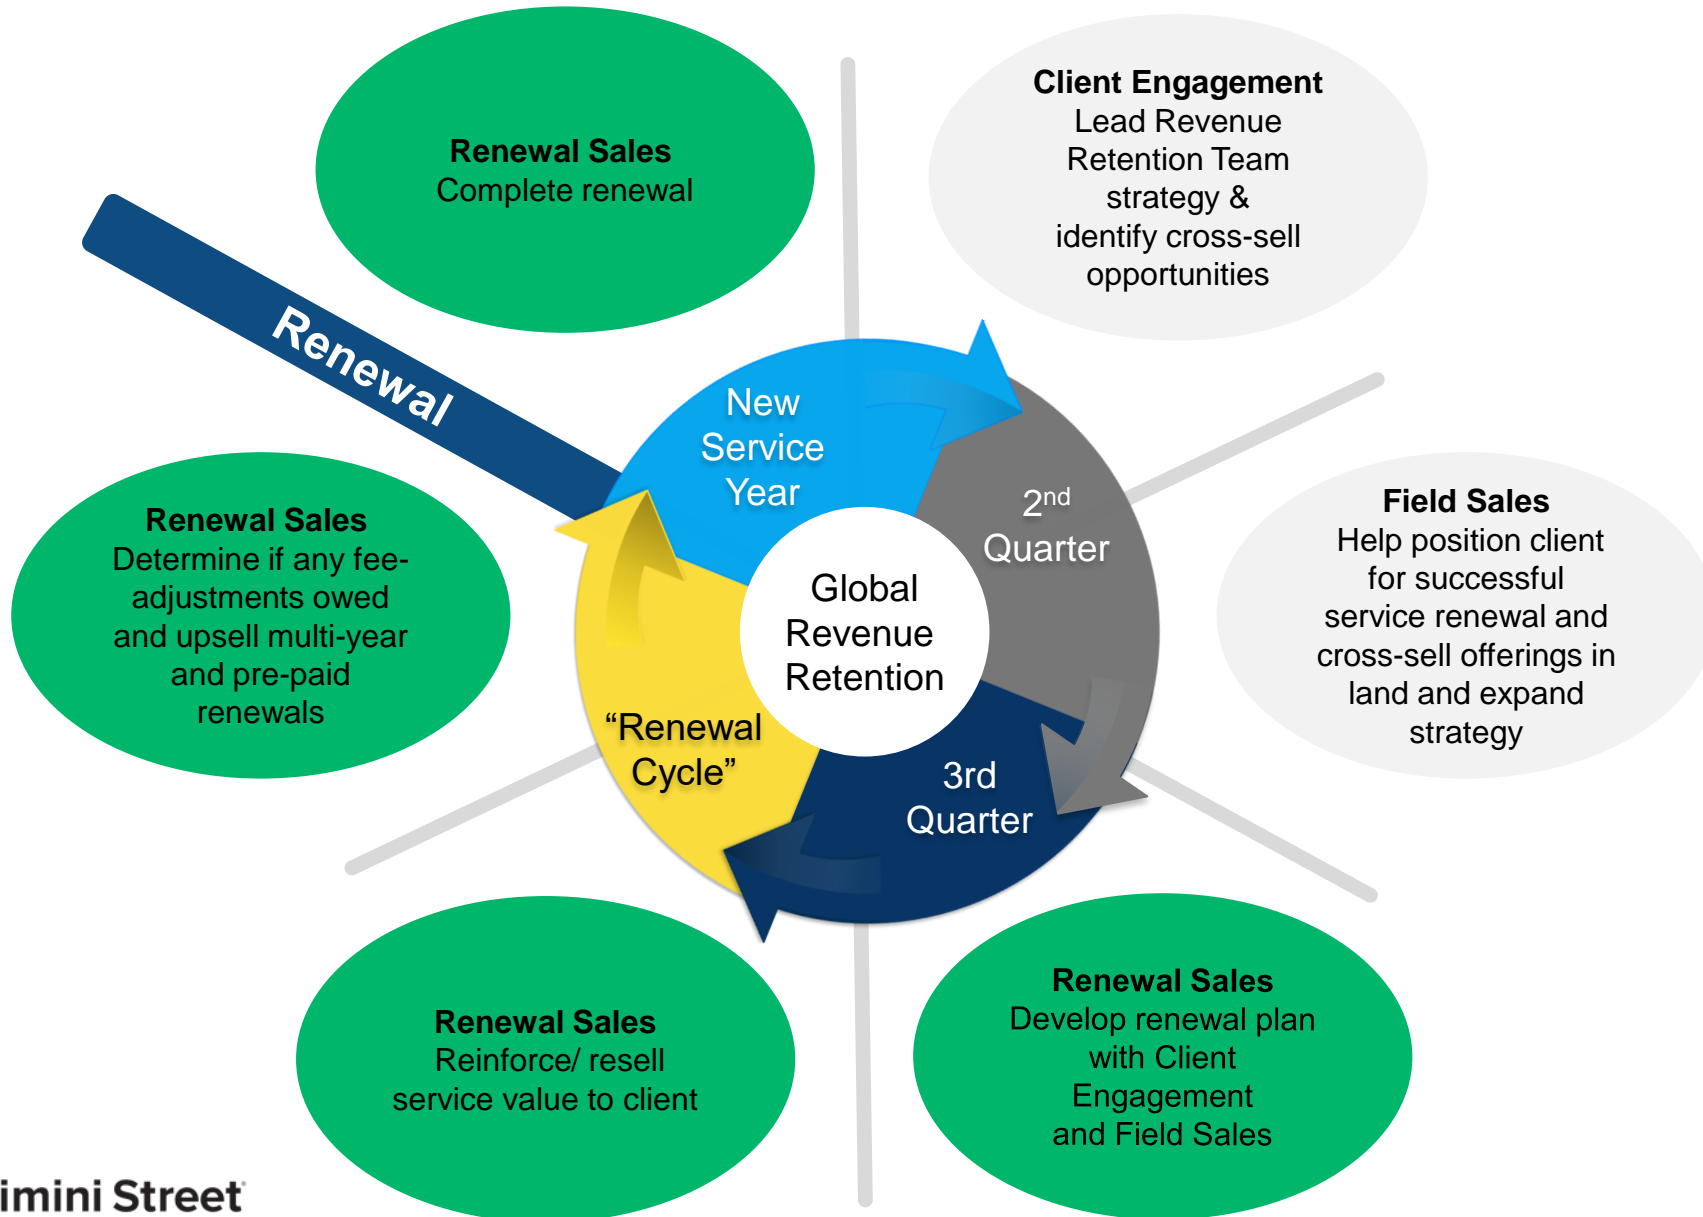 Renewal Sales
Complete renewal
Client Engagement
Lead Revenue
Retention Team
strategy &
identify cross-sell
opportunities
Renewal
New
Service
Year
2nd
Quarter
Field Sales
Help position client
for successful
service renewal and
cross-sell offerings in
land and expand
strategy
Renewal Sales
Determine if any fee-
adjustments owed
and upsell multi-year
and pre-paid
renewals
Global
Revenue
Retention
“Renewal
Cycle”
3rd
Quarter
Renewal Sales
Reinforce/ resell
service value to client
Renewal Sales
Develop renewal plan
with Client
Engagement
and Field Sales
imini Street